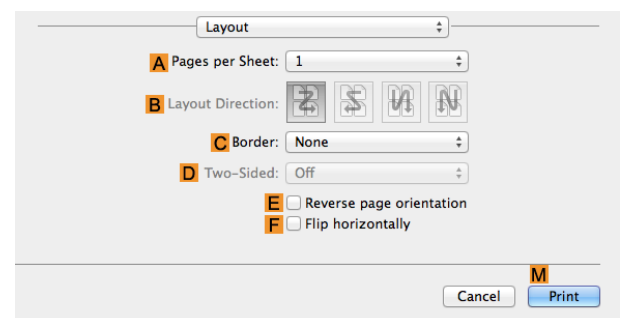 Layout
A Pages per Sheet: 1
B Layout Direction:
C Border: None
D Two-Sided: Off
E Reverse page orientation
F Flip horizontally
M
Cancel Print